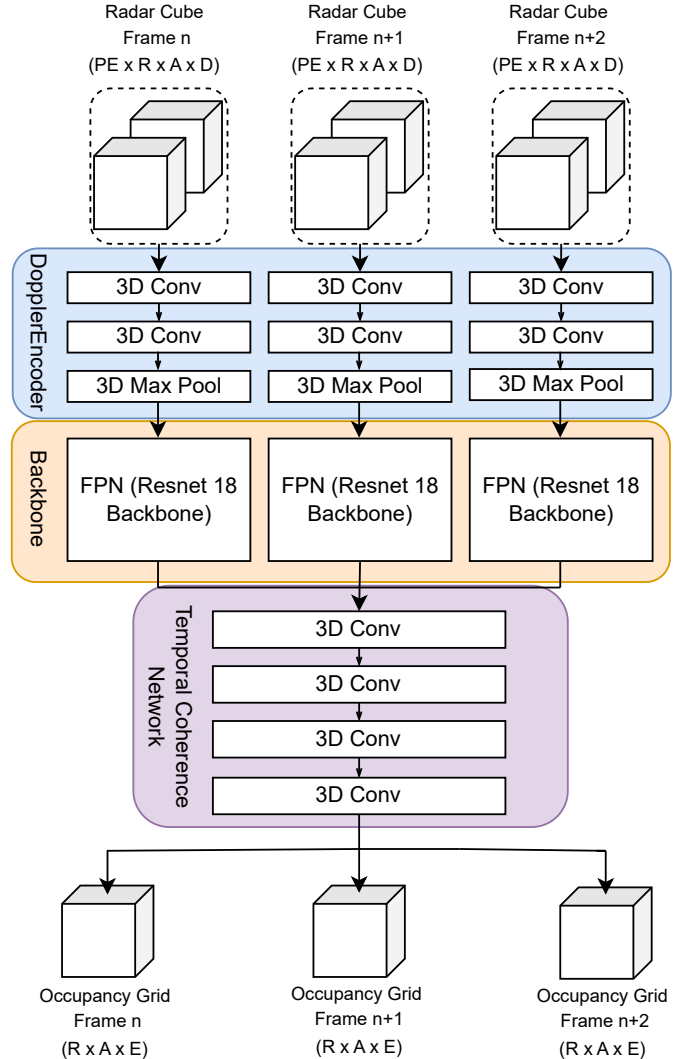 Radar Cube
Frame n
(PE x R x A x D)
Radar Cube
Frame n+1
(PE x R x A x D)
Radar Cube
Frame n+2
(PE x R x A x D)
DopplerEncoder
3D Conv
3D Conv
3D Max Pool
3D Conv
3D Conv
3D Max Pool
3D Conv
3D Conv
3D Max Pool
Backbone
FPN (Resnet 18
Backbone)
FPN (Resnet 18
Backbone)
FPN (Resnet 18
Backbone)
Temporal Coherence
Network
3D Conv
3D Conv
3D Conv
3D Conv
Occupancy Grid
Frame n
(R x A x E)
Occupancy Grid
Frame n+1
(R x A x E)
Occupancy Grid
Frame n+2
(R x A x E)